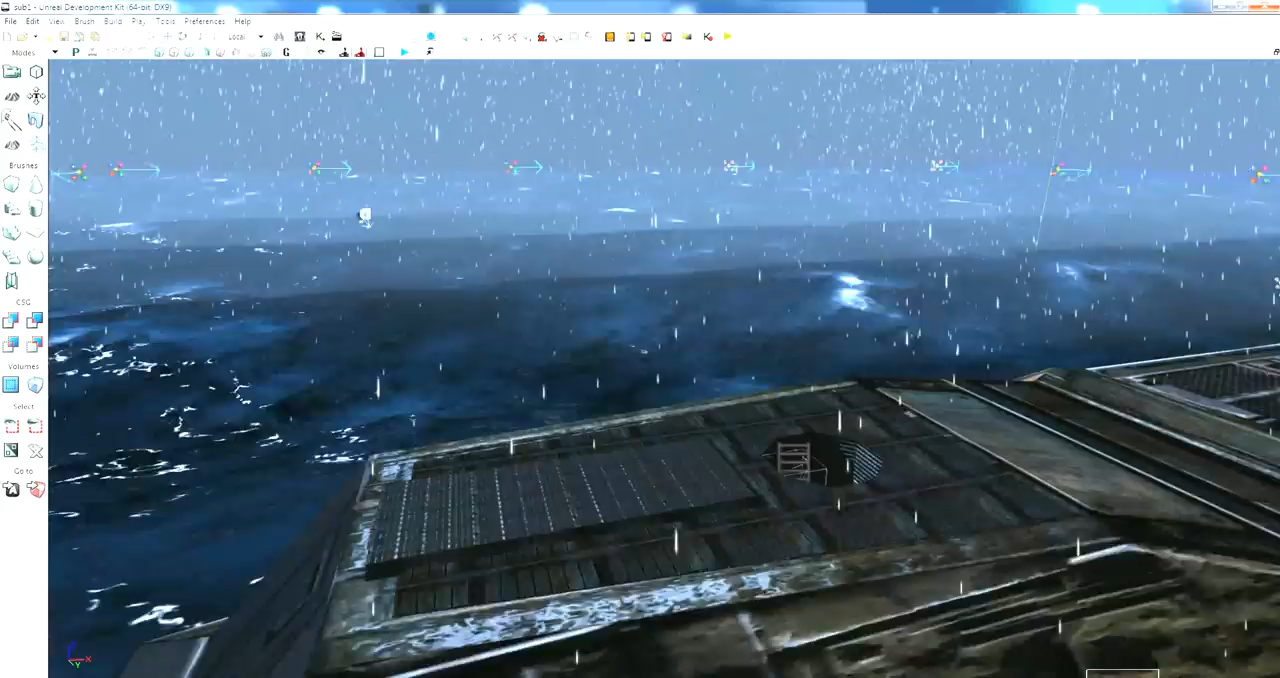 sub1 - Unreal Development Kit (64-bit, DX9)
File Edit View Brush Build Play Tools Preferences Help
Local
Modes P G
Brushes
CSG
Volumes
Select
Go to
X
Y